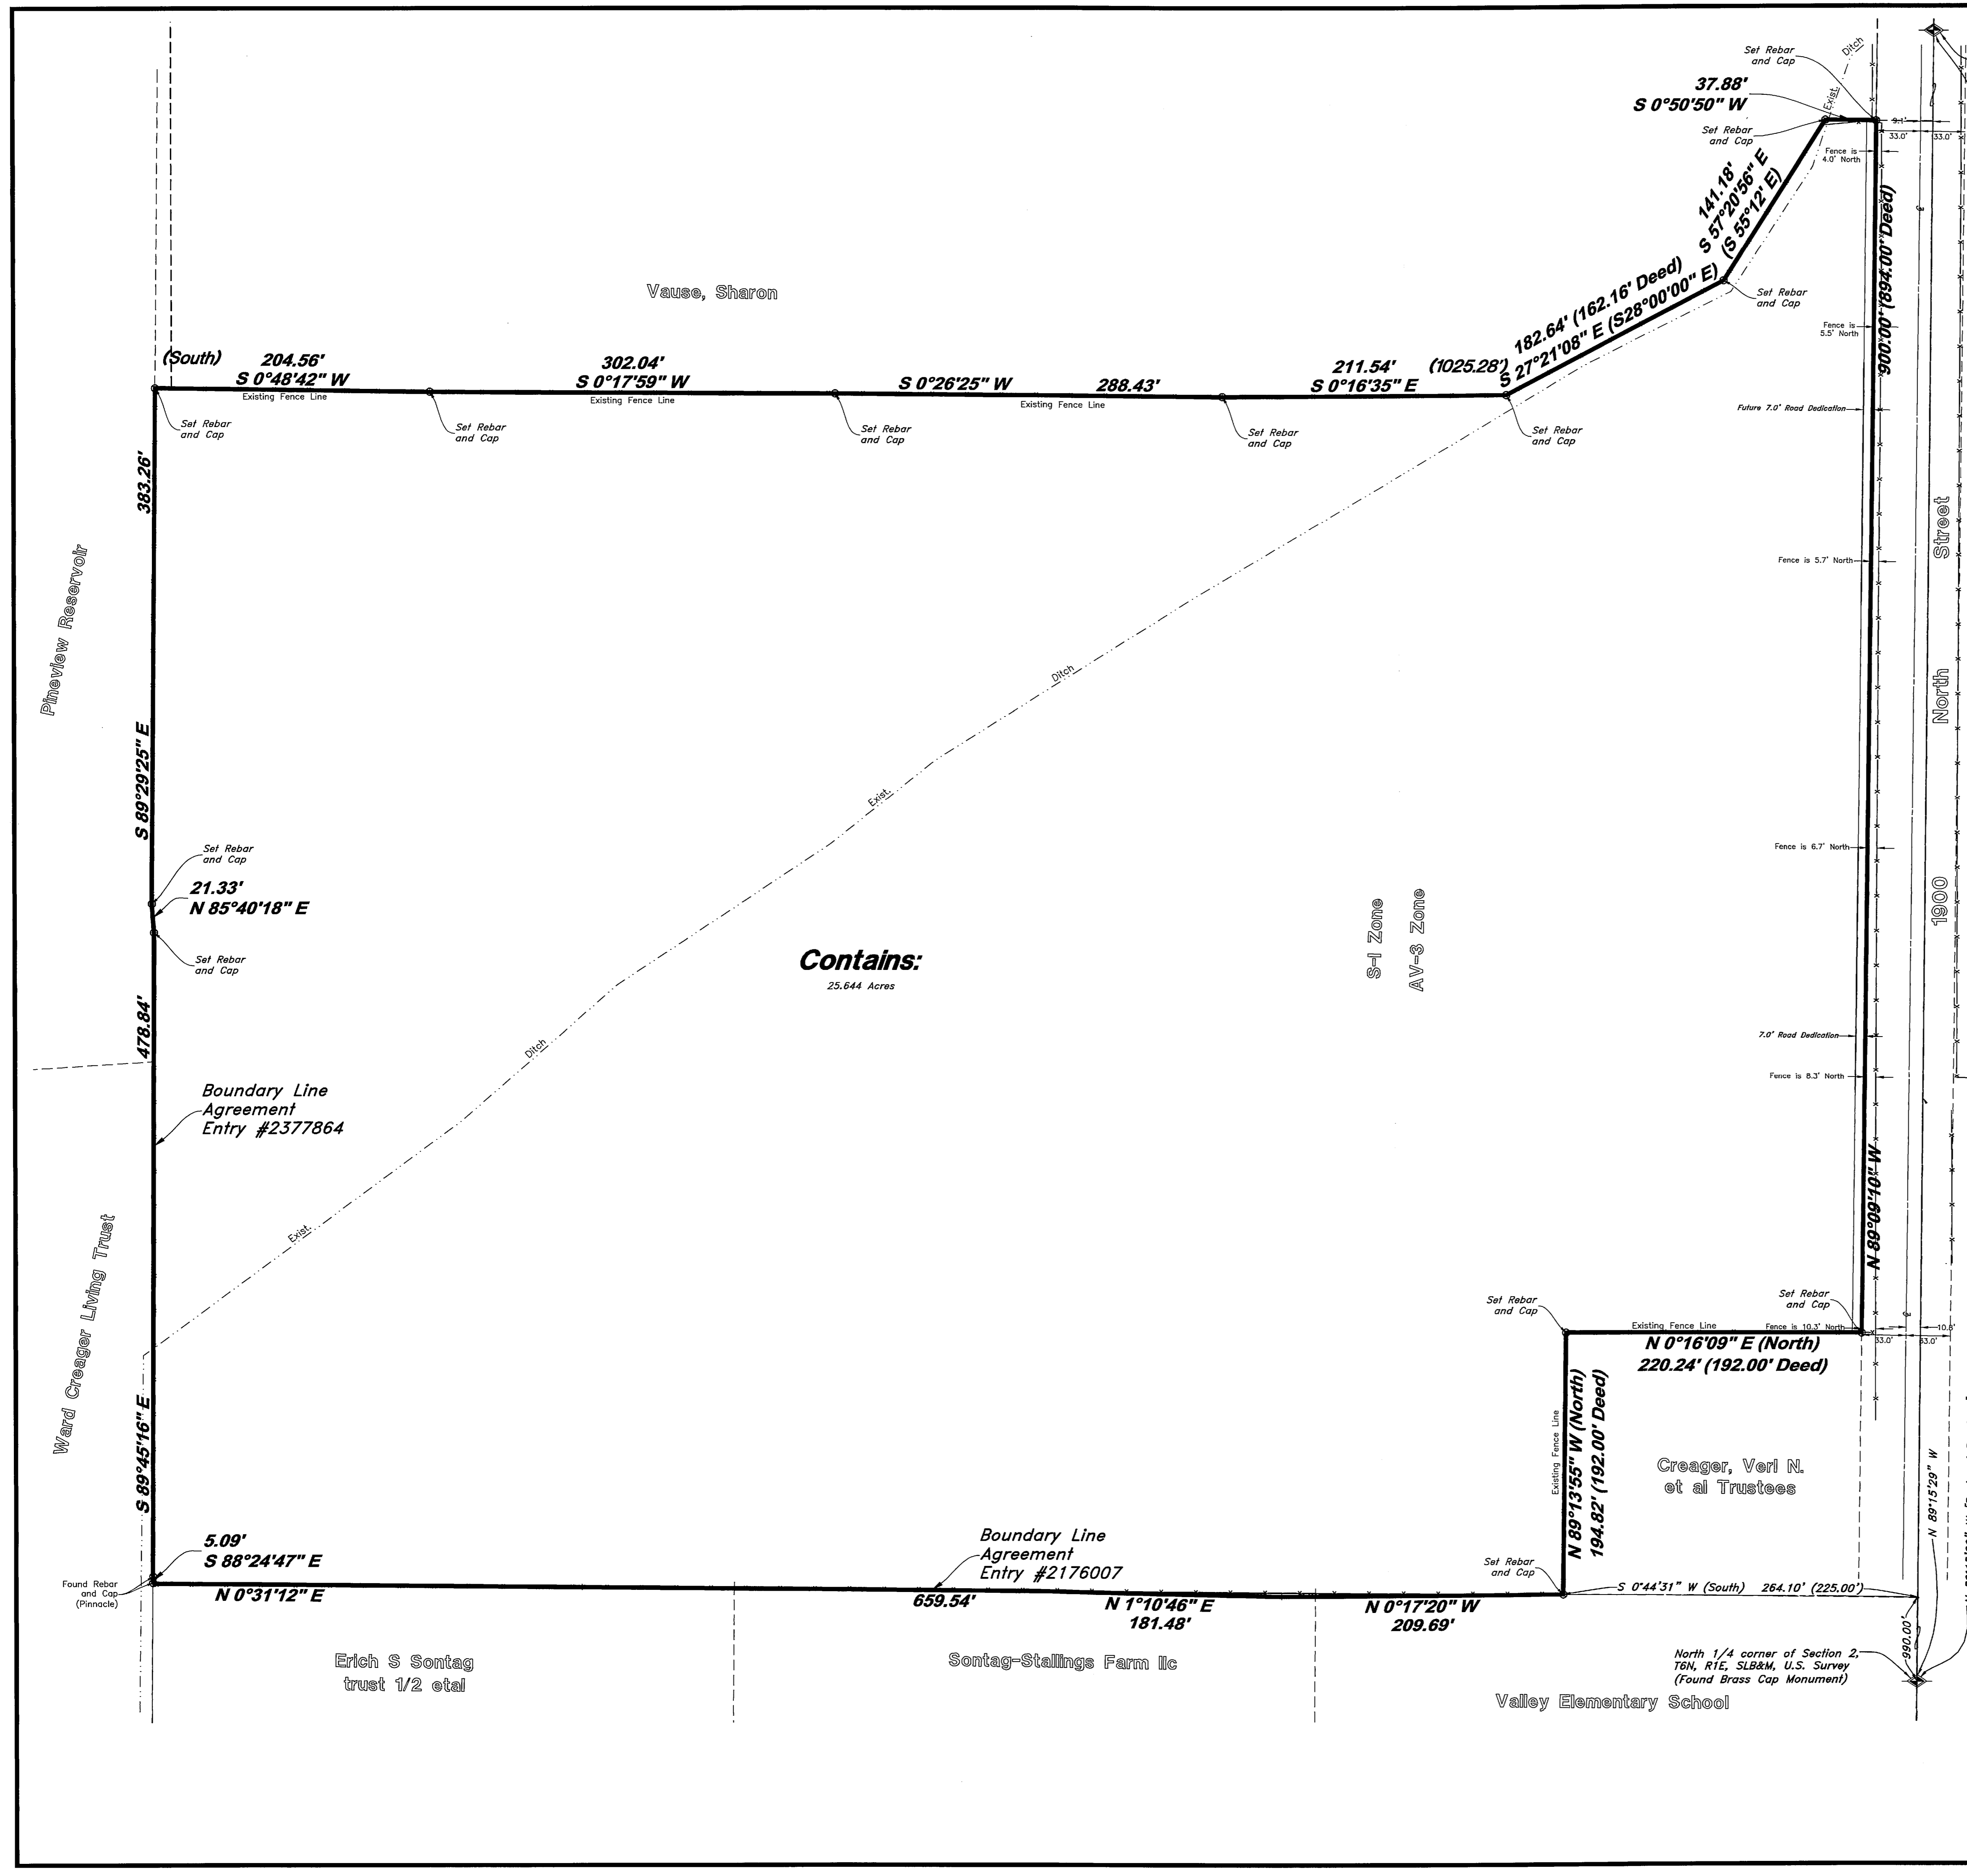 Set Rebar
and Cap
Ditch
37.88'
S 0°50'50" W
Exist.
Set Rebar
and Cap
9.1'
33.0'
33.0'
Fence is
4.0' North
141.18'
S 57°20'56" E
(S 55°12' E)
900.00' (894.00' Deed)
Vause, Sharon
Set Rebar
and Cap
Fence is
5.5' North
182.64' (162.16' Deed)
S 27°21'08" E (S28°00'00" E)
(South)
204.56'
S 0°48'42" W
Existing Fence Line
302.04'
S 0°17'59" W
Existing Fence Line
S 0°26'25" W
288.43'
Existing Fence Line
211.54'
S 0°16'35" E
(1025.28')
Future 7.0' Road Dedication
Set Rebar
and Cap
Set Rebar
and Cap
Set Rebar
and Cap
Set Rebar
and Cap
Set Rebar
and Cap
383.26'
Pineview Reservoir
S 89°29'25" E
Fence is 5.7' North
1900 North Street
Ditch
Exist.
Set Rebar
and Cap
21.33'
N 85°40'18" E
Set Rebar
and Cap
Fence is 6.7' North
S-1 Zone
AV-3 Zone
Contains:
25.644 Acres
478.84'
Ditch
7.0' Road Dedication
Fence is 8.3' North
Boundary Line
Agreement
Entry #2377864
Exist.
Ward Creager Living Trust
N 89°09'10" W
Set Rebar
and Cap
Set Rebar
and Cap
Existing Fence Line
Fence is 10.3' North
N 0°16'09" E (North)
220.24' (192.00' Deed)
33.0'
33.0'
10.8'
S 89°45'16" E
Existing Fence Line
N 89°13'55" W (North)
194.82' (192.00' Deed)
Creager, Verl N.
et al Trustees
N 89°15'29" W
5.09'
S 88°24'47" E
Found Rebar
and Cap
(Pinnacle)
N 0°31'12" E
Boundary Line
Agreement
Entry #2176007
659.54'
N 1°10'46" E
181.48'
N 0°17'20" W
209.69'
Set Rebar
and Cap
S 0°44'31" W (South) 264.10' (225.00')
990.00'
Erich S Sontag
trust 1/2 etal
Sontag-Stallings Farm llc
Valley Elementary School
North 1/4 corner of Section 2,
T6N, R1E, SLB&M, U.S. Survey
(Found Brass Cap Monument)